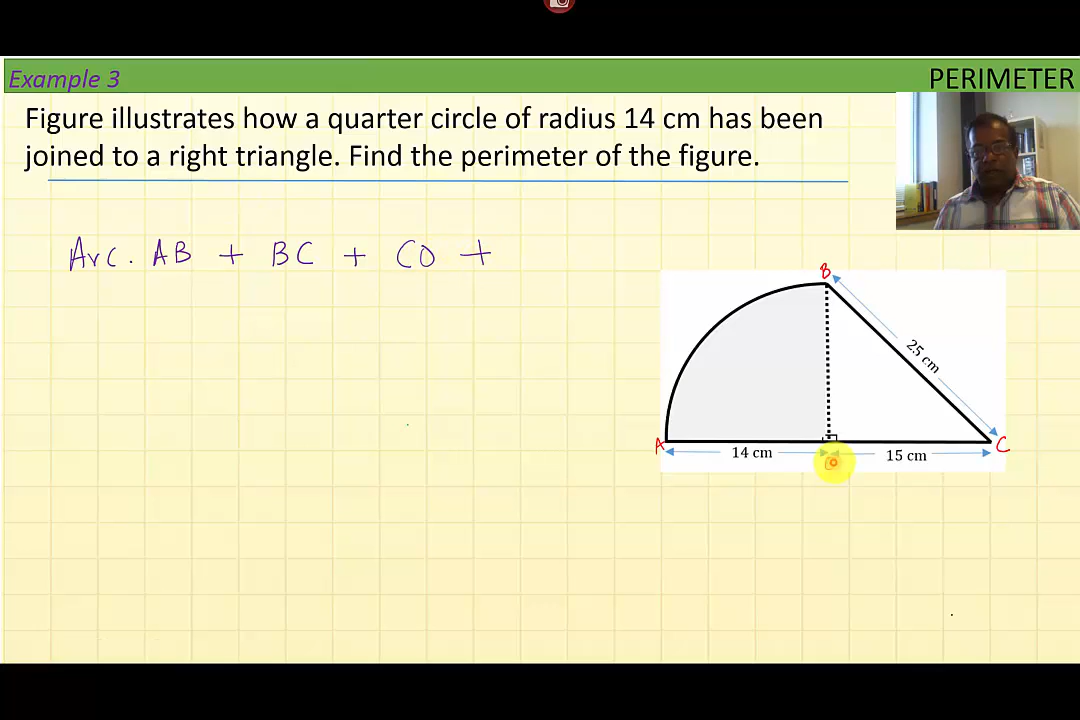 Example 3
PERIMETER
Figure illustrates how a quarter circle of radius 14 cm has been
joined to a right triangle. Find the perimeter of the figure.
Arc. AB + BC + CO +
B
25 cm
A
C
14 cm
15 cm
O